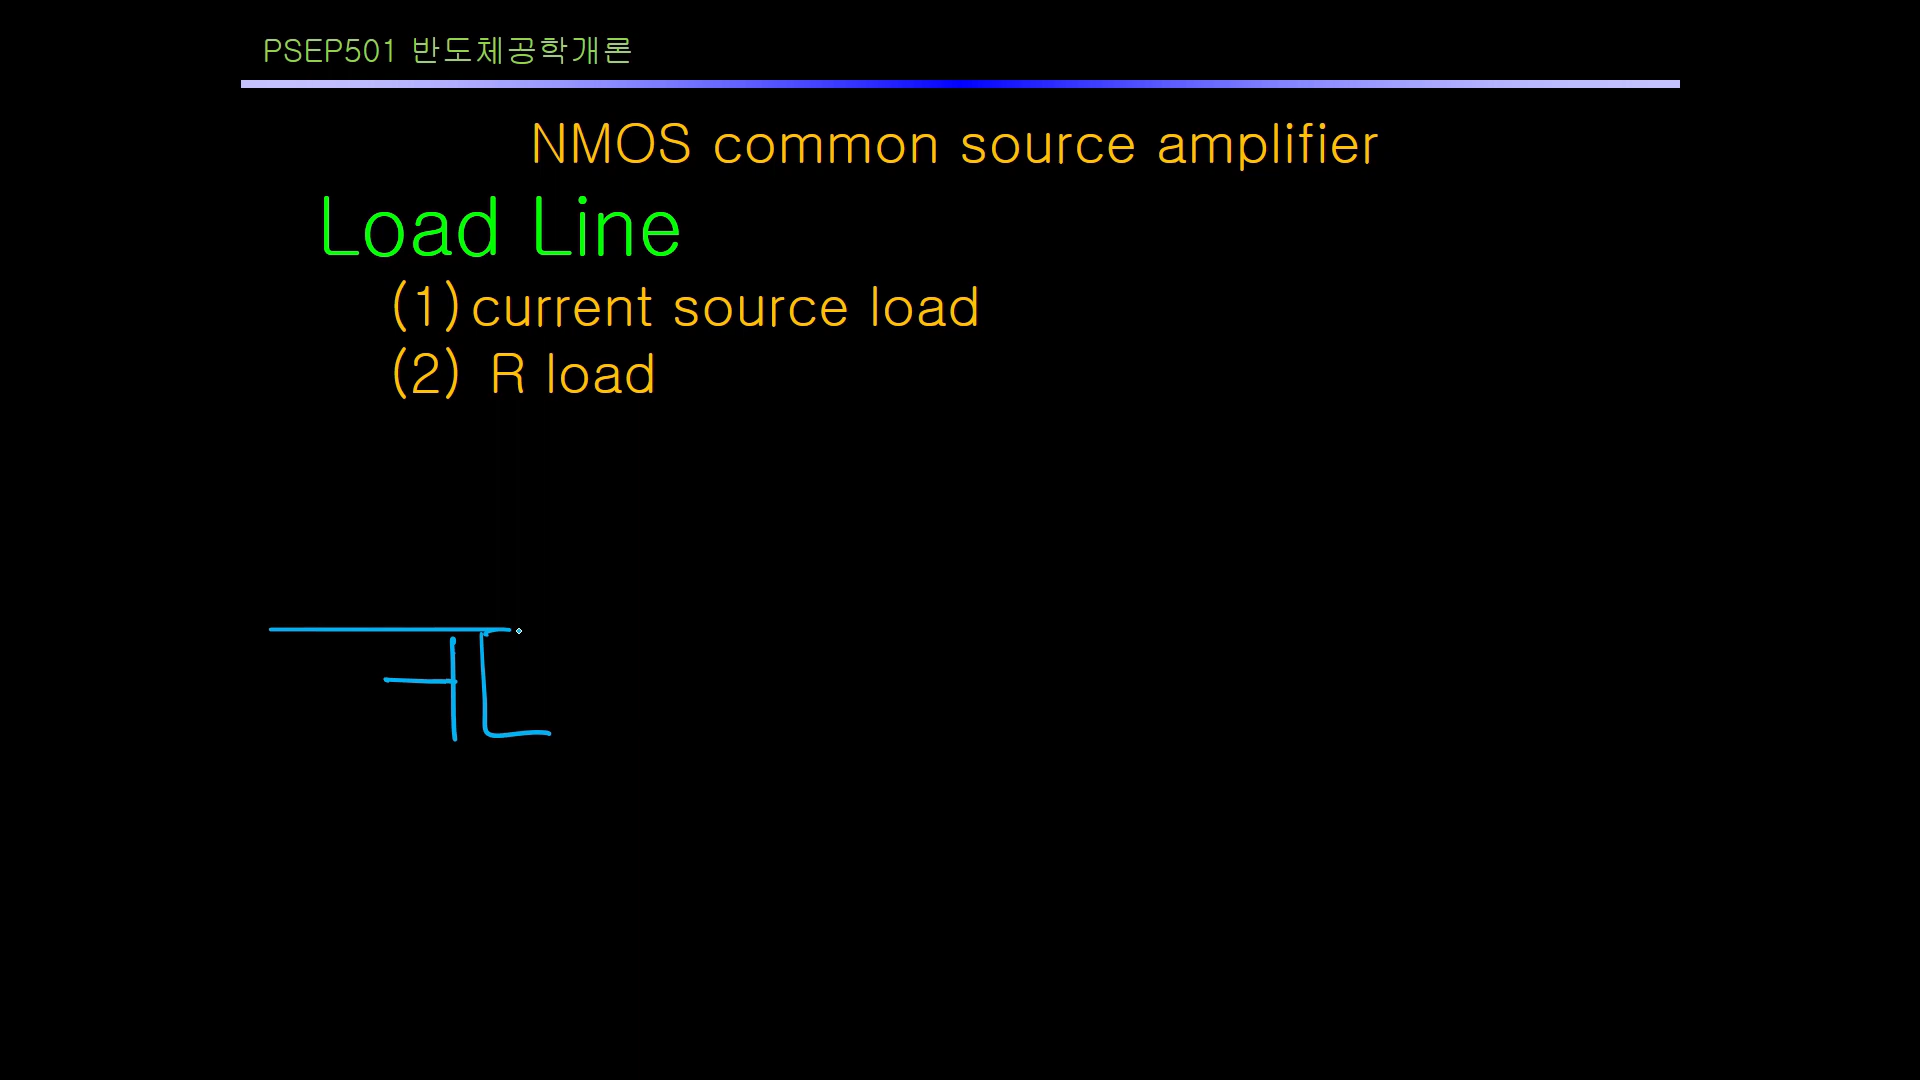 PSEP501 반도체공학개론
NMOS common source amplifier
Load Line
(1) current source load
(2) R load